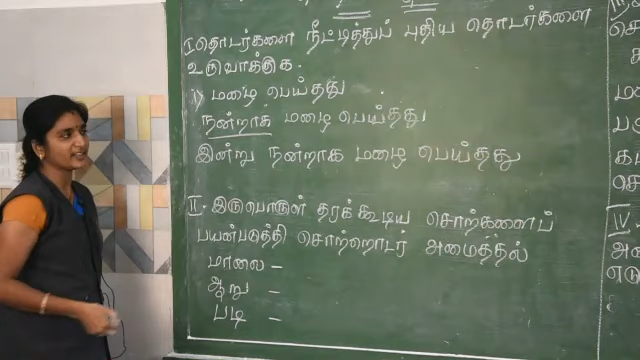 I தொடர்களை நீட்டித்துப் புதிய தொடர்களை
உருவாக்குக.
1) மழை பெய்தது
நன்றாக மழை பெய்தது
இன்று நன்றாக மழை பெய்தது
II. இருபொருள் தரக்கூடிய சொற்களைப்
பயன்படுத்தி சொற்றொடர் அமைத்தல்
மாலை -
ஆறு -
படி -
IV.